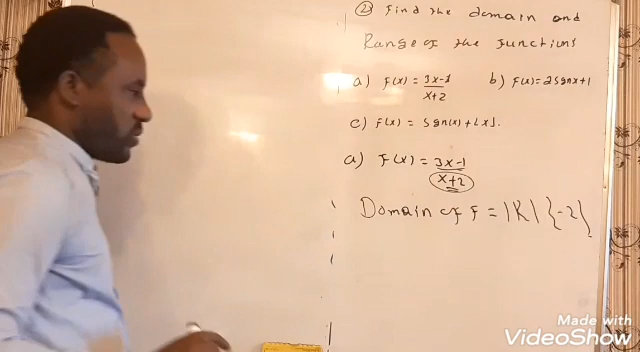 ② Find the domain and
Range of the functions
a) f(x) = 3x-1/x+2   b) f(x) = 2sgnx+1
c) f(x) = sgn(x) + ⌊x⌋.
a) f(x) = 3x-1/x+2
Domain of f = IR \ {-2}
Made with
VideoShow